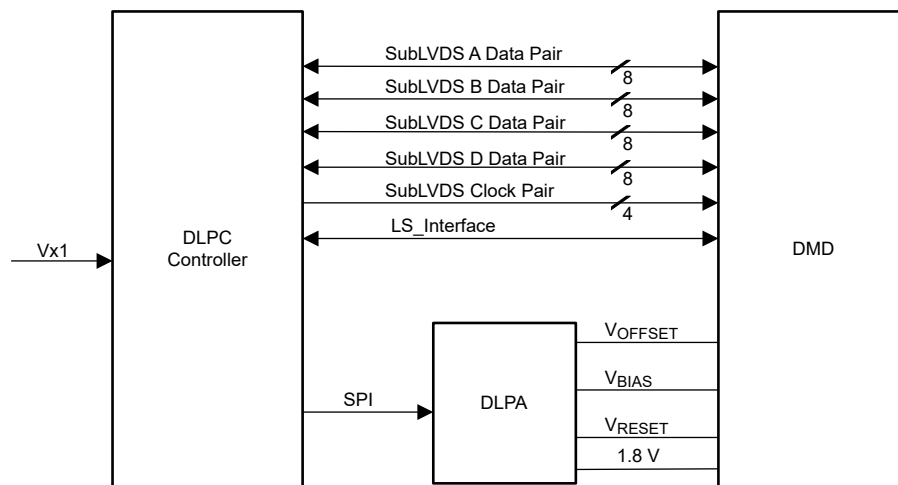 SubLVDS A Data Pair
8
SubLVDS B Data Pair
8
SubLVDS C Data Pair
8
SubLVDS D Data Pair
8
SubLVDS Clock Pair
4
LS_Interface
Vx1
DLPC
Controller
DMD
VOFFSET
VBIAS
SPI
DLPA
VRESET
1.8 V